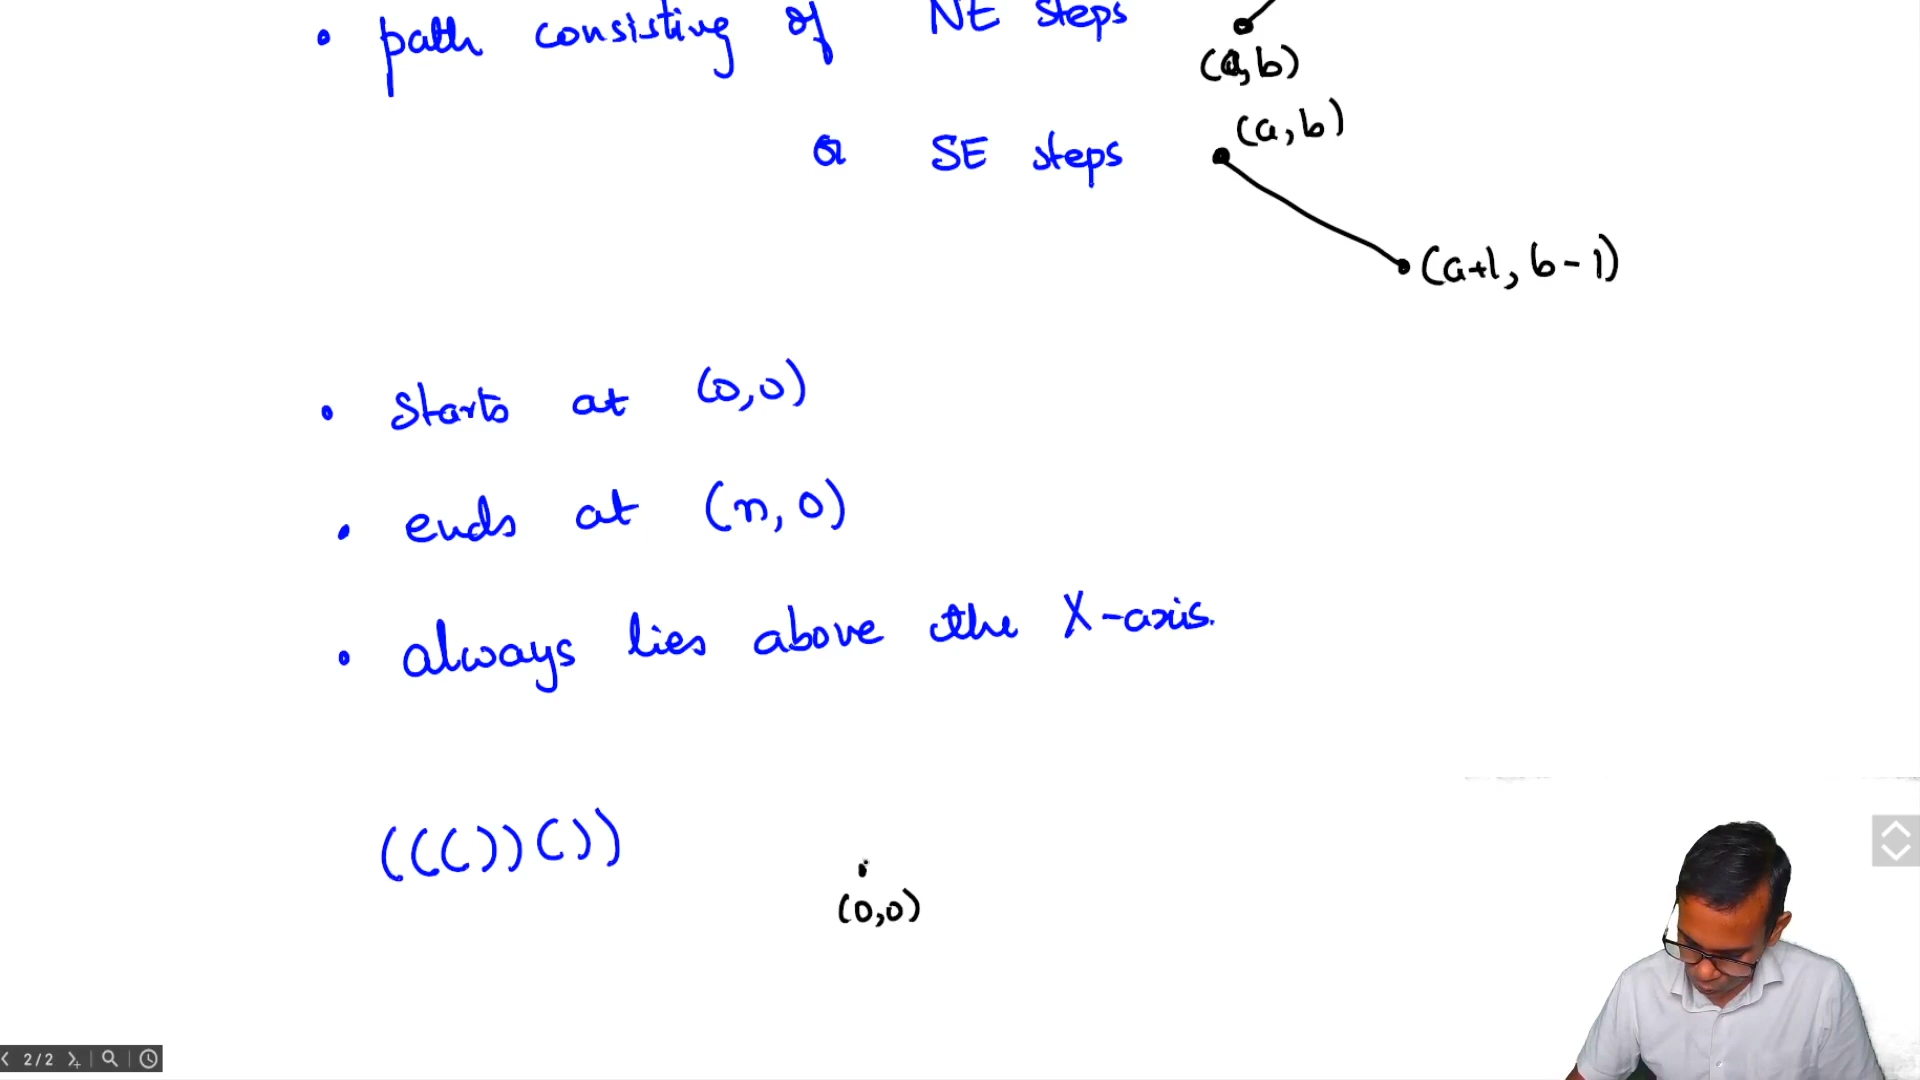 • path consisting of NE steps
(a,b)
(a,b)
or SE steps
(a+1, b-1)
• starts at (0,0)
• ends at (n,0)
• always lies above the X-axis.
((())())
(0,0)
2/2